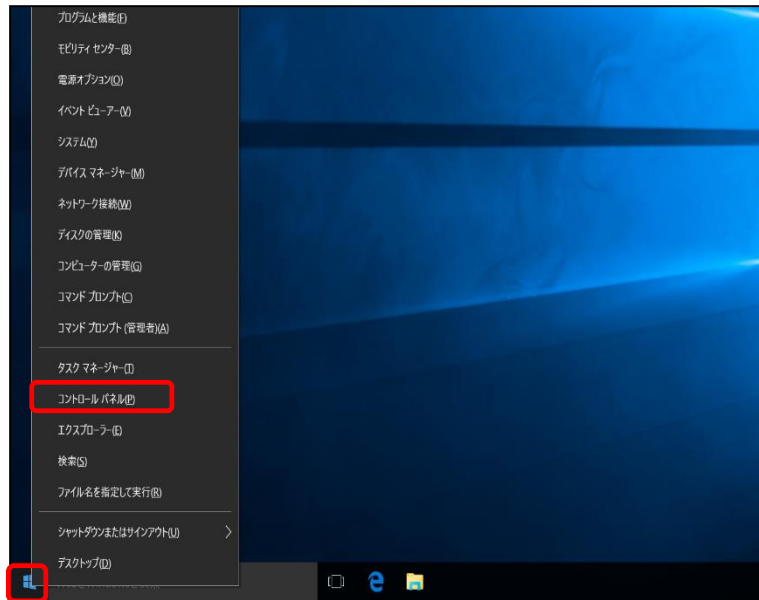 プログラムと機能(F)
モビリティ センター(B)
電源オプション(O)
イベント ビューアー(V)
システム(Y)
デバイス マネージャー(M)
ネットワーク接続(W)
ディスクの管理(K)
コンピューターの管理(G)
コマンド プロンプト(C)
コマンド プロンプト (管理者)(A)
タスク マネージャー(T)
コントロール パネル(P)
エクスプローラー(E)
検索(S)
ファイル名を指定して実行(R)
シャットダウンまたはサインアウト(U)
デスクトップ(D)